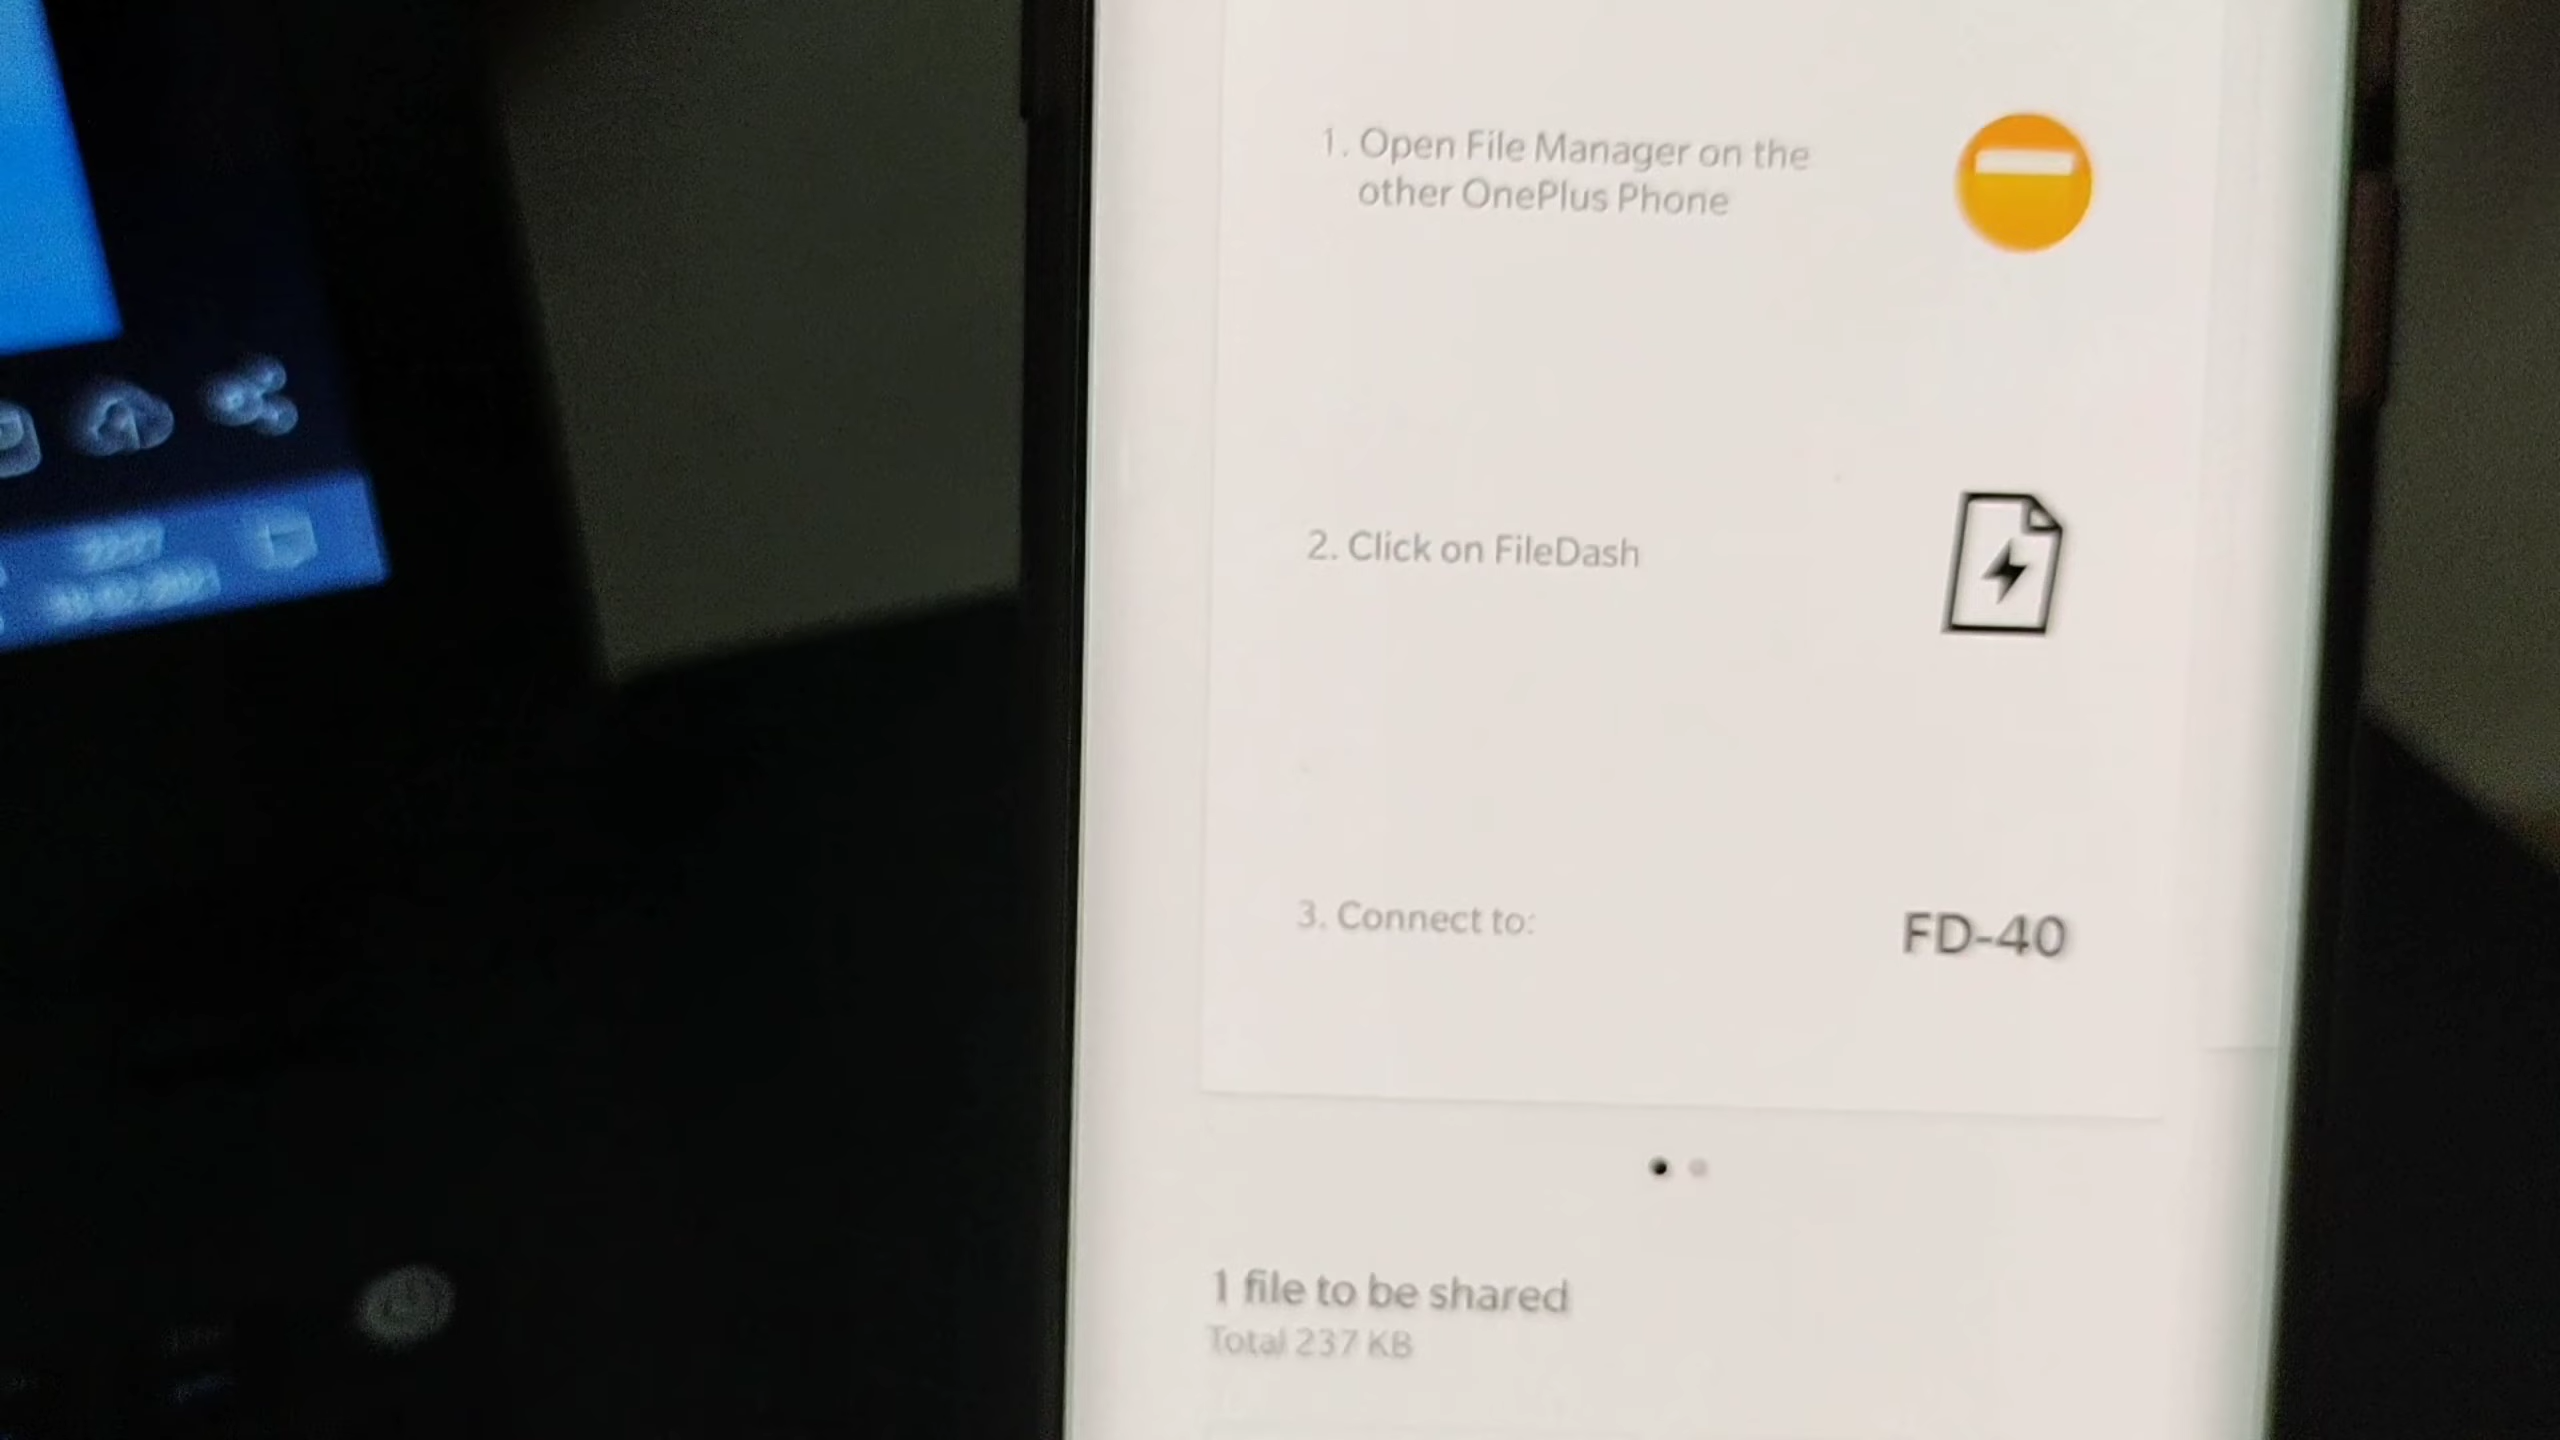 1. Open File Manager on the
other OnePlus Phone
2. Click on FileDash
3. Connect to:
FD-40
1 file to be shared
Total 237 KB